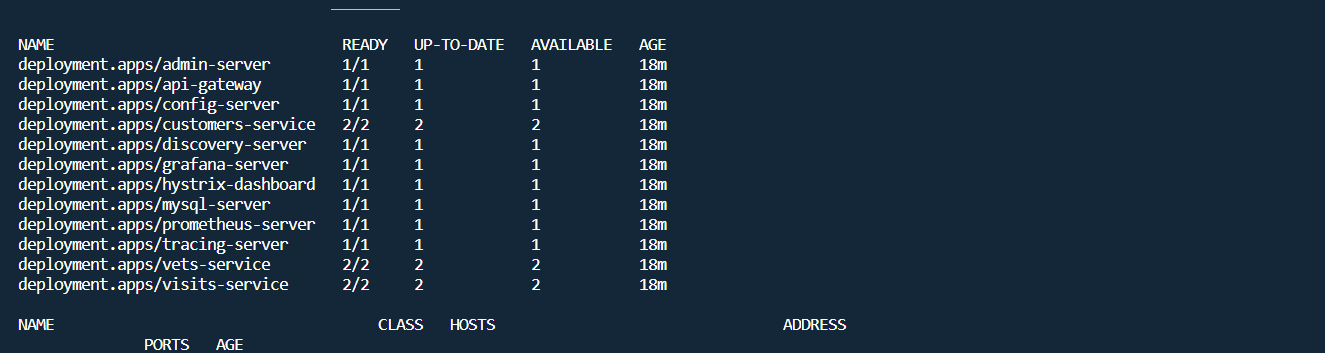 NAME READY UP-TO-DATE AVAILABLE AGE
deployment.apps/admin-server 1/1 1 1 18m
deployment.apps/api-gateway 1/1 1 1 18m
deployment.apps/config-server 1/1 1 1 18m
deployment.apps/customers-service 2/2 2 2 18m
deployment.apps/discovery-server 1/1 1 1 18m
deployment.apps/grafana-server 1/1 1 1 18m
deployment.apps/hystrix-dashboard 1/1 1 1 18m
deployment.apps/mysql-server 1/1 1 1 18m
deployment.apps/prometheus-server 1/1 1 1 18m
deployment.apps/tracing-server 1/1 1 1 18m
deployment.apps/vets-service 2/2 2 2 18m
deployment.apps/visits-service 2/2 2 2 18m
NAME CLASS HOSTS ADDRESS
PORTS AGE